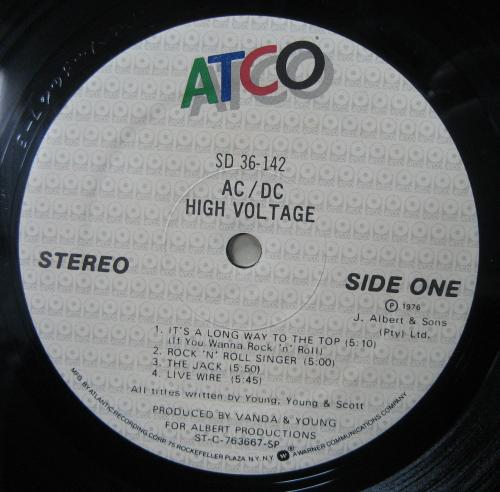 ATCO
SD 36-142
AC/DC
HIGH VOLTAGE
STEREO
SIDE ONE
Ⓟ 1976
J. Albert & Sons
(Pty) Ltd.
1. IT'S A LONG WAY TO THE TOP (5:10)
(If You Wanna Rock 'n' Roll)
2. ROCK 'N' ROLL SINGER (5:00)
3. THE JACK (5:50)
4. LIVE WIRE (5:45)
All titles written by Young, Young & Scott
PRODUCED BY VANDA & YOUNG
FOR ALBERT PRODUCTIONS
ST-C-763667-SP
MFG. BY ATLANTIC RECORDING CORP. 75 ROCKEFELLER PLAZA, N.Y. N.Y. A WARNER COMMUNICATIONS COMPANY